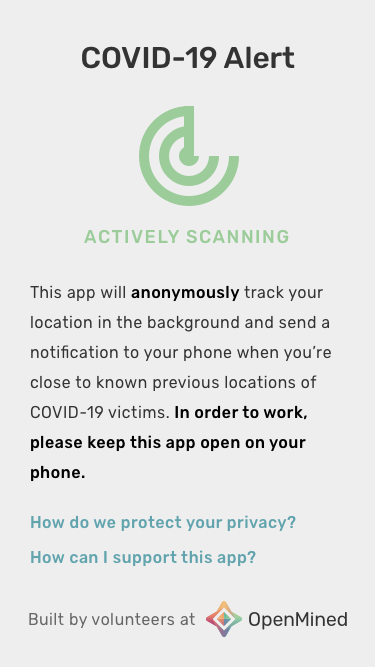 COVID-19 Alert
ACTIVELY SCANNING
This app will anonymously track your
location in the background and send a
notification to your phone when you’re
close to known previous locations of
COVID-19 victims. In order to work,
please keep this app open on your
phone.
How do we protect your privacy?
How can I support this app?
Built by volunteers at OpenMined